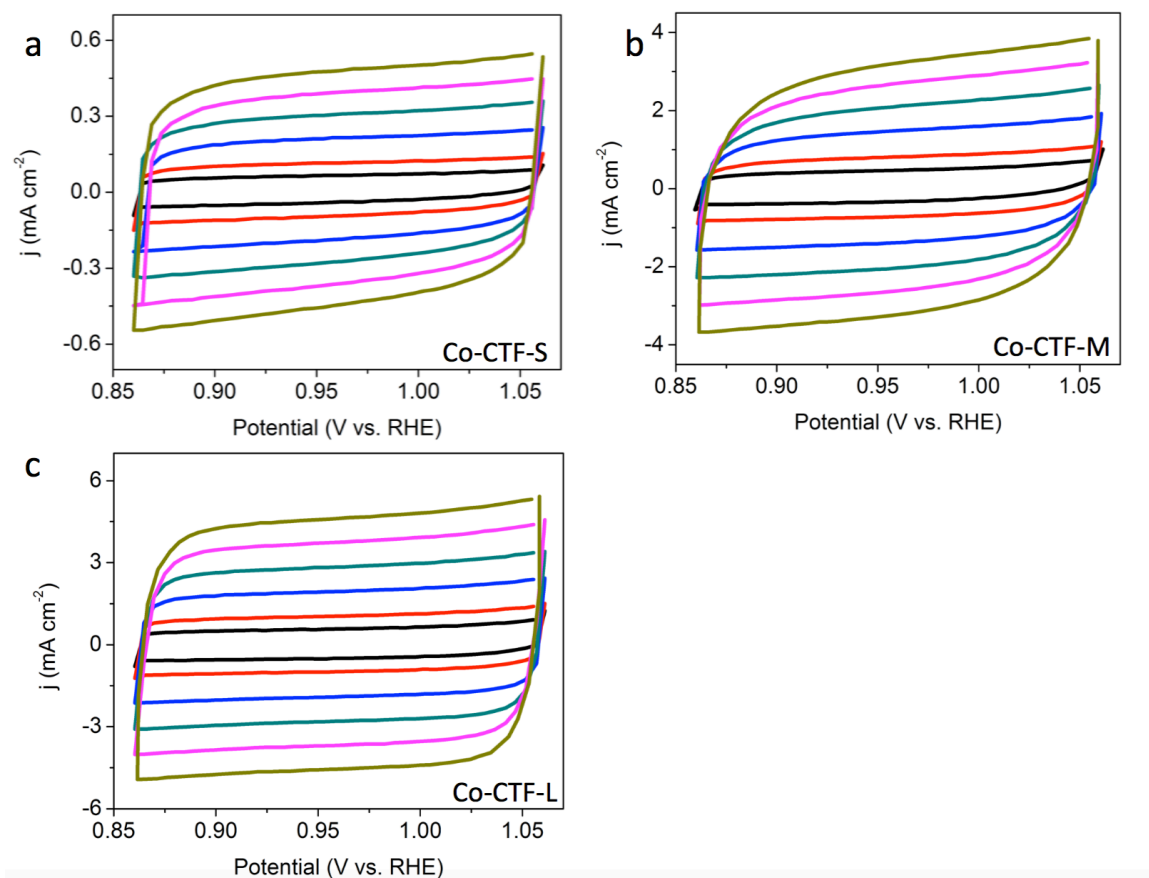 a
j (mA cm-2)
0.6
0.3
0.0
-0.3
-0.6
Co-CTF-S
0.85 0.90 0.95 1.00 1.05
Potential (V vs. RHE)
b
j (mA cm-2)
4
2
0
-2
-4
Co-CTF-M
0.85 0.90 0.95 1.00 1.05
Potential (V vs. RHE)
c
j (mA cm-2)
6
3
0
-3
-6
Co-CTF-L
0.85 0.90 0.95 1.00 1.05
Potential (V vs. RHE)